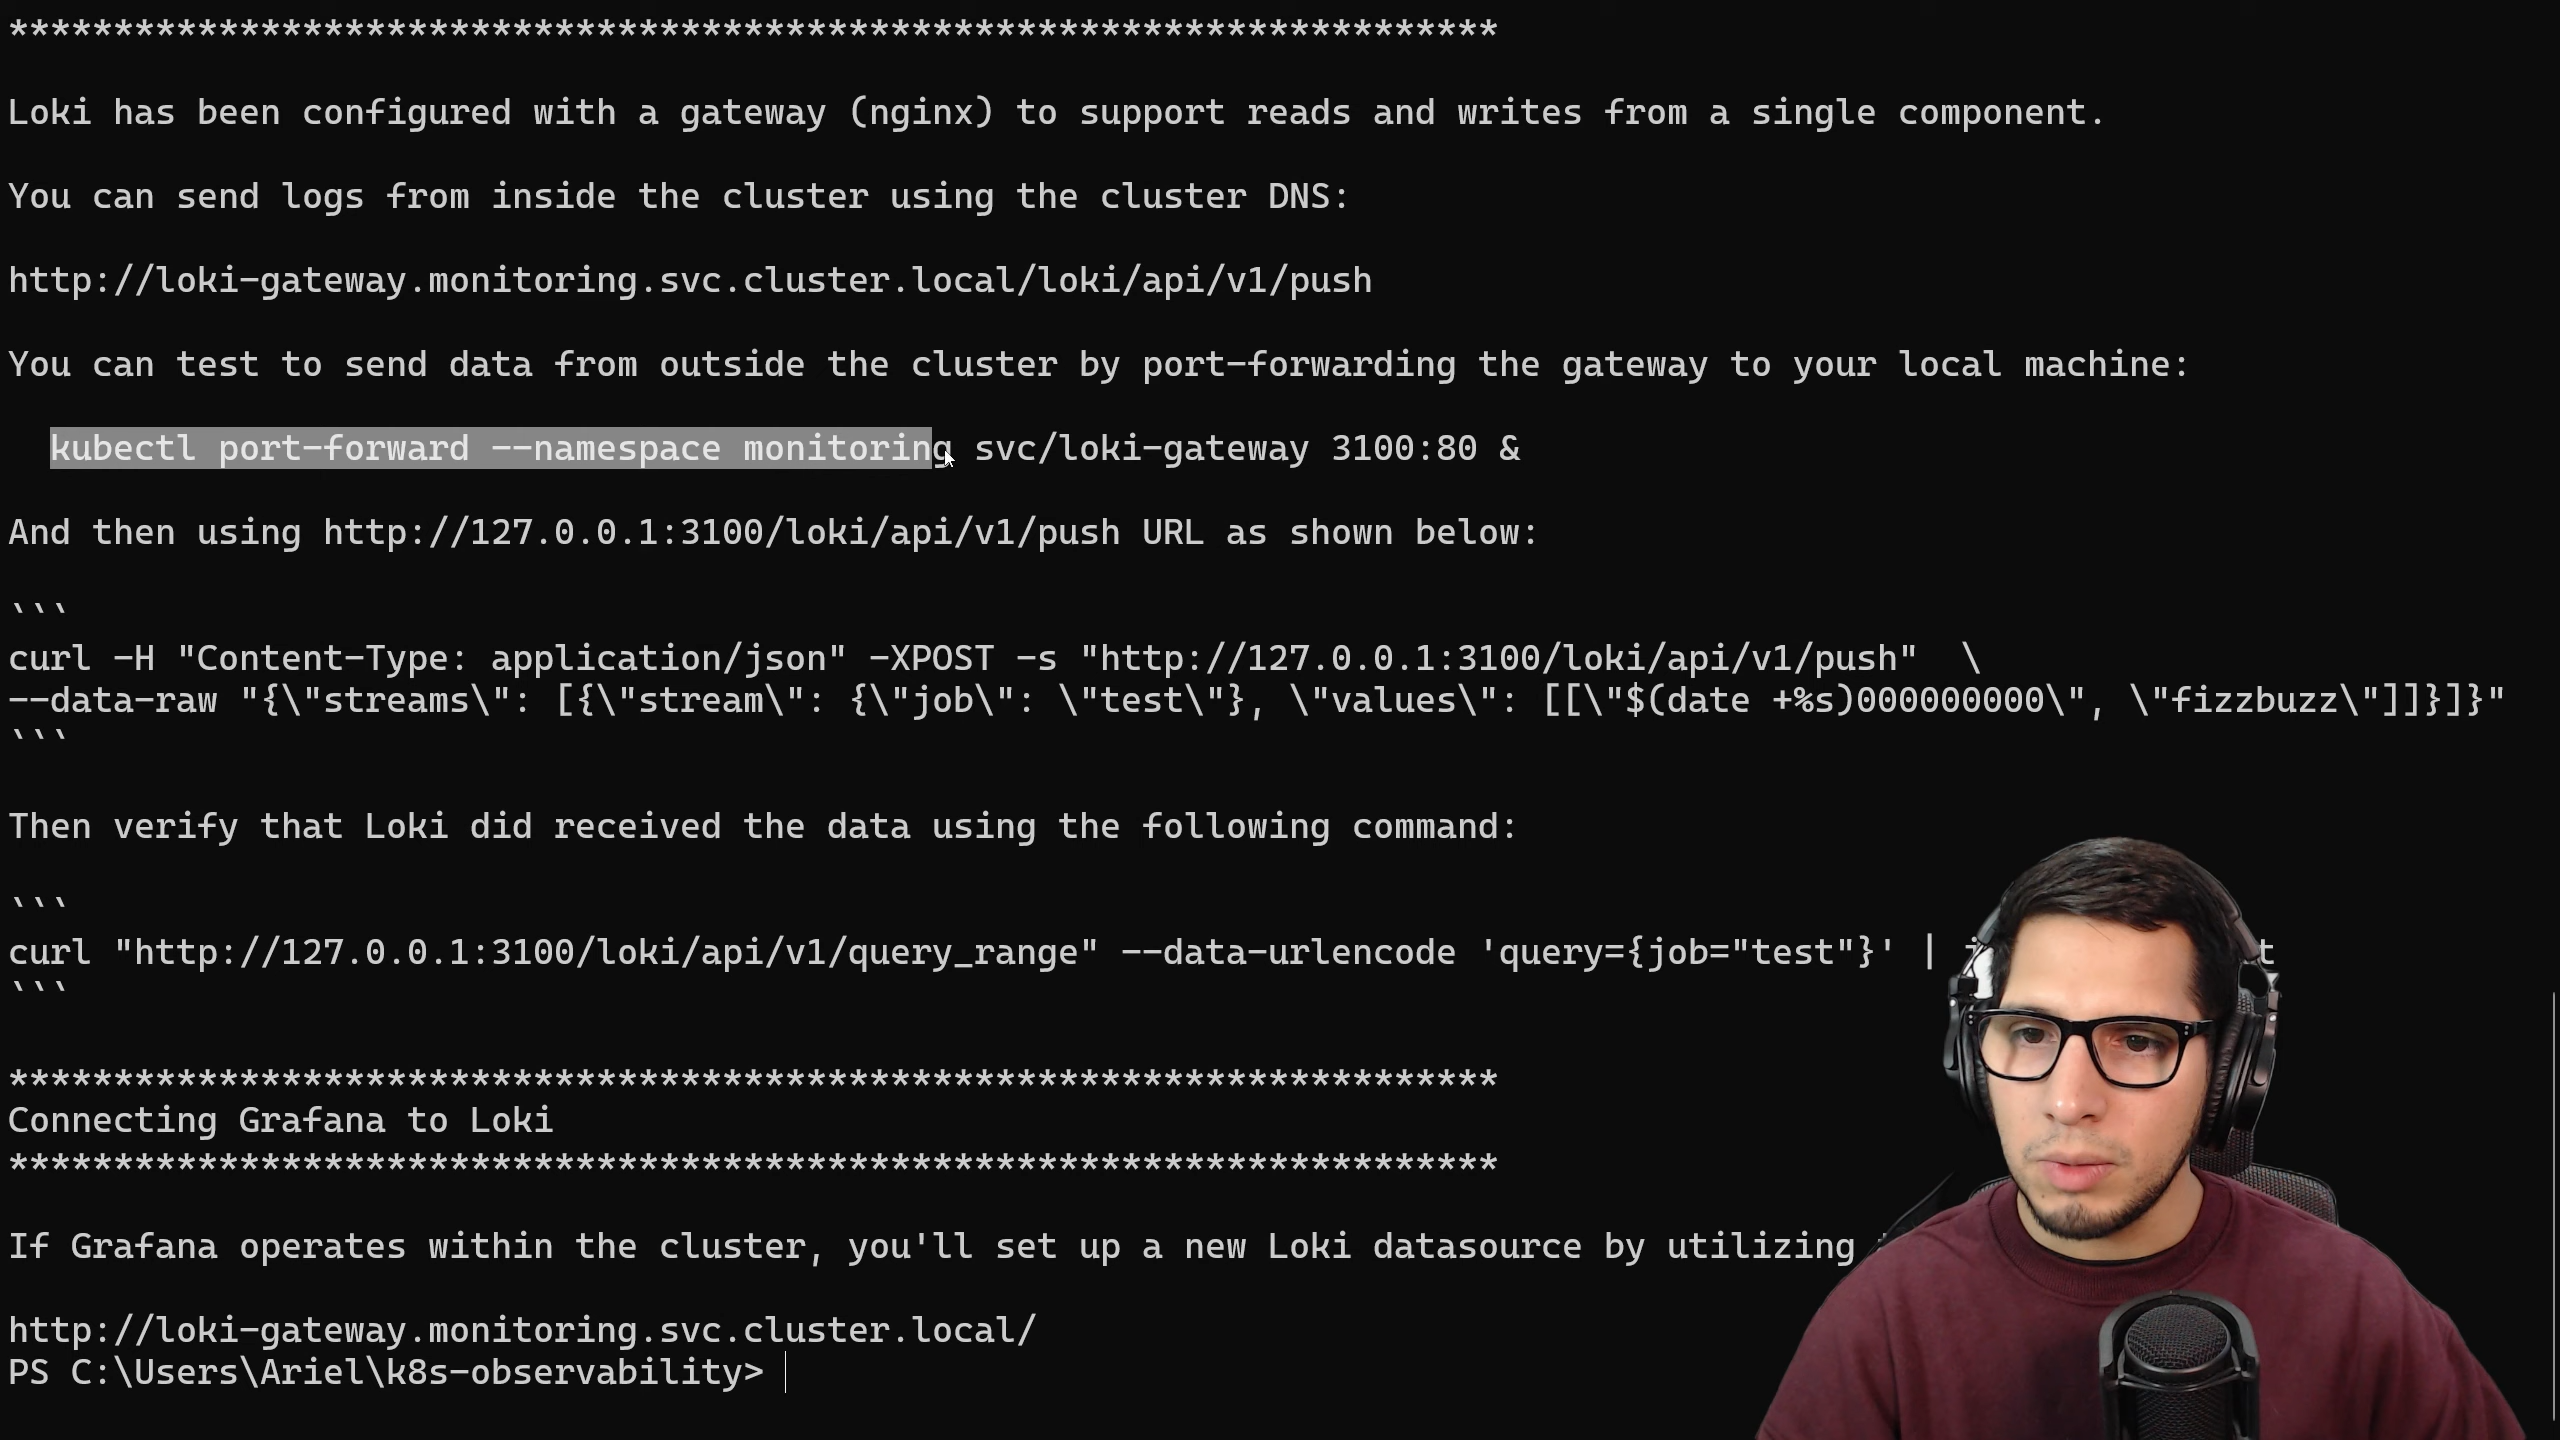 ***********************************************************************
Loki has been configured with a gateway (nginx) to support reads and writes from a single component.
You can send logs from inside the cluster using the cluster DNS:
http://loki-gateway.monitoring.svc.cluster.local/loki/api/v1/push
You can test to send data from outside the cluster by port-forwarding the gateway to your local machine:
kubectl port-forward --namespace monitoring svc/loki-gateway 3100:80 &
And then using http://127.0.0.1:3100/loki/api/v1/push URL as shown below:
```
curl -H "Content-Type: application/json" -XPOST -s "http://127.0.0.1:3100/loki/api/v1/push"  \
--data-raw "{\"streams\": [{\"stream\": {\"job\": \"test\"}, \"values\": [[\"$(date +%s)000000000\", \"fizzbuzz\"]]}]}"
```
Then verify that Loki did received the data using the following command:
```
curl "http://127.0.0.1:3100/loki/api/v1/query_range" --data-urlencode 'query={job="test"}' |
```
***********************************************************************
Connecting Grafana to Loki
***********************************************************************
If Grafana operates within the cluster, you'll set up a new Loki datasource by utilizing
http://loki-gateway.monitoring.svc.cluster.local/
PS C:\Users\Ariel\k8s-observability>